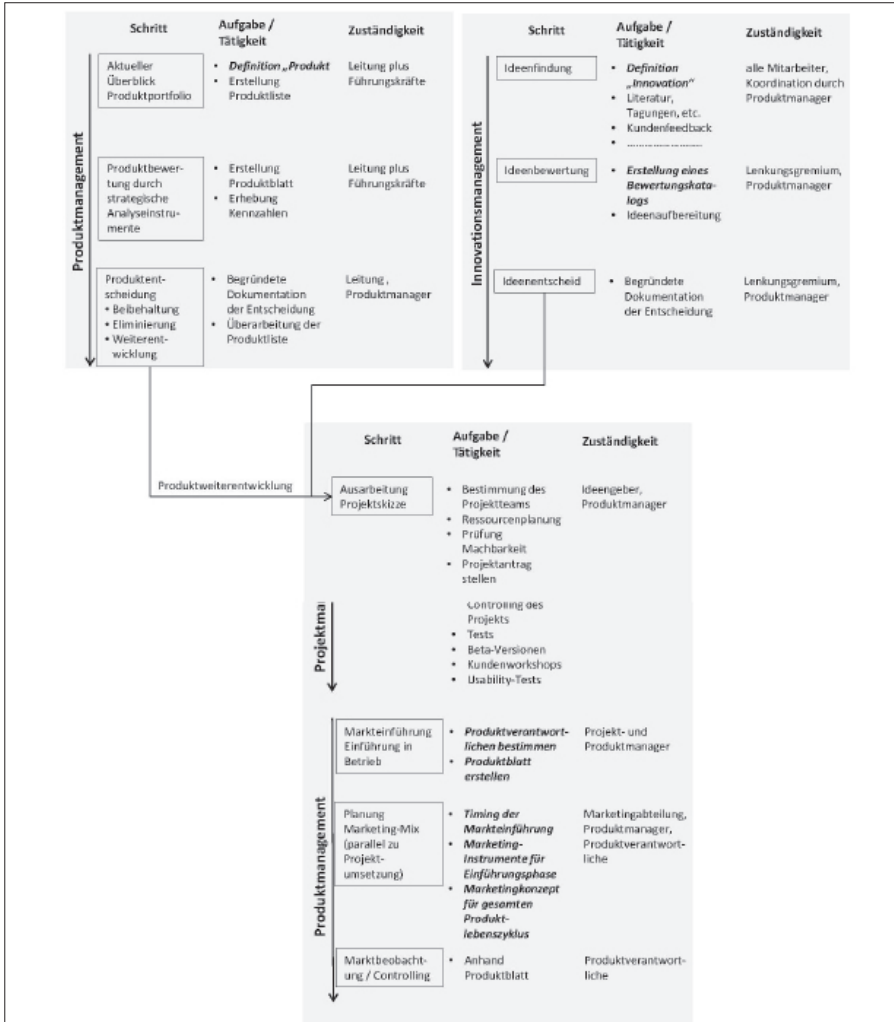 Schritt
Aufgabe /
Tätigkeit
Zuständigkeit
Produktmanagement
Aktueller
Überblick
Produktportfolio
• Definition „Produkt
• Erstellung
Produktliste
Leitung plus
Führungskräfte
Produktbewer-
tung durch
strategische
Analyseinstru-
mente
• Erstellung
Produktblatt
• Erhebung
Kennzahlen
Leitung plus
Führungskräfte
Produktent-
scheidung
• Beibehaltung
• Eliminierung
• Weiterent-
wicklung
• Begründete
Dokumentation
der Entscheidung
• Überarbeitung der
Produktliste
Leitung,
Produktmanager
Schritt
Aufgabe /
Tätigkeit
Zuständigkeit
Innovationsmanagement
Ideenfindung
• Definition
„Innovation"
• Literatur,
Tagungen, etc.
• Kundenfeedback
• ........................
alle Mitarbeiter,
Koordination durch
Produktmanager
Ideenbewertung
• Erstellung eines
Bewertungskata-
logs
• Ideenaufbereitung
Lenkungsgremium,
Produktmanager
Ideenentscheid
• Begründete
Dokumentation
der Entscheidung
Lenkungsgremium,
Produktmanager
Produktweiterentwicklung
Schritt
Aufgabe /
Tätigkeit
Zuständigkeit
Ausarbeitung
Projektskizze
• Bestimmung des
Projektteams
• Ressourcenplanung
• Prüfung
Machbarkeit
• Projektantrag
stellen
Ideengeber,
Produktmanager
Projektma
Controlling des
Projekts
• Tests
• Beta-Versionen
• Kundenworkshops
• Usability-Tests
Produktmanagement
Markteinführung
Einführung in
Betrieb
• Produktverantwort-
lichen bestimmen
• Produktblatt
erstellen
Projekt- und
Produktmanager
Planung
Marketing-Mix
(parallel zu
Projekt-
umsetzung)
• Timing der
Markteinführung
• Marketing-
Instrumente für
Einführungsphase
• Marketingkonzept
für gesamten
Produkt-
lebenszyklus
Marketingabteilung,
Produktmanager,
Produktverantwort-
liche
Marktbeobacht-
ung / Controlling
• Anhand
Produktblatt
Produktverantwort-
liche